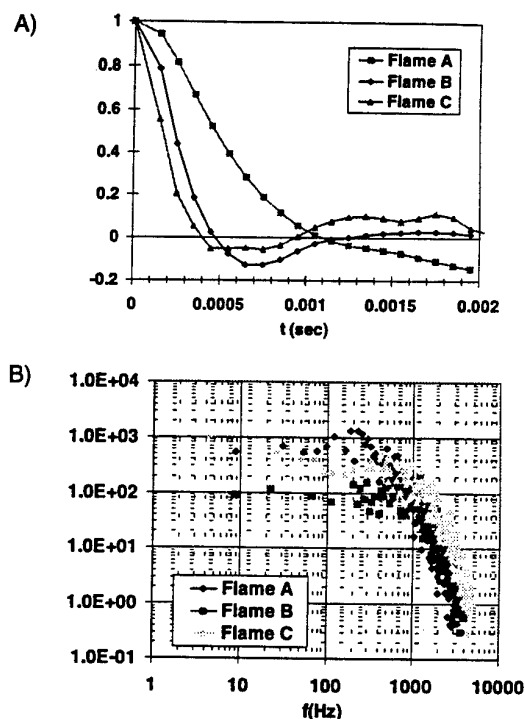 A)
1
0.8
0.6
0.4
0.2
0
-0.2
Flame A
Flame B
Flame C
0 0.0005 0.001 0.0015 0.002
t (sec)
B)
1.0E+04
1.0E+03
1.0E+02
1.0E+01
1.0E+00
1.0E-01
Flame A
Flame B
Flame C
1 10 100 1000 10000
f(Hz)